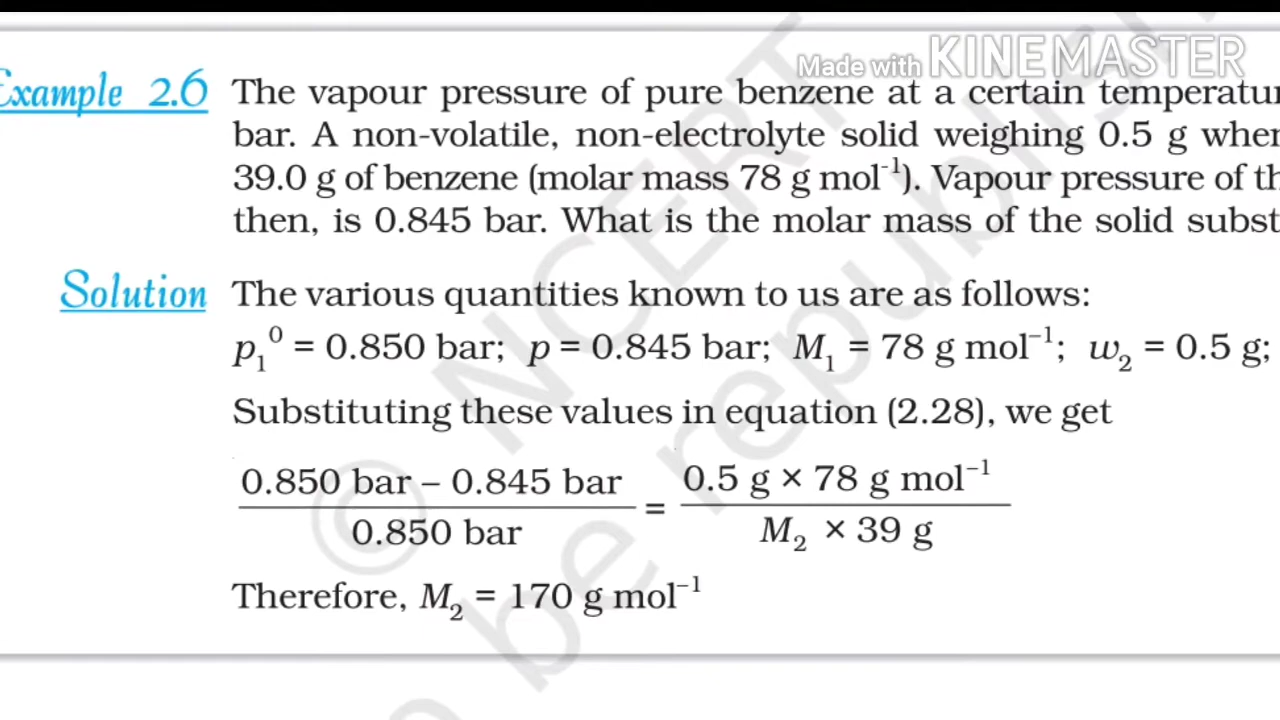 Made with KINEMASTER
Example 2.6 The vapour pressure of pure benzene at a certain
bar. A non-volatile, non-electrolyte solid weighing 0.5 g
39.0 g of benzene (molar mass 78 g mol⁻¹). Vapour pressure of
then, is 0.845 bar. What is the molar mass of the solid
Solution The various quantities known to us are as follows:
p₁⁰ = 0.850 bar; p = 0.845 bar; M₁ = 78 g mol⁻¹; w₂ = 0.5 g;
Substituting these values in equation (2.28), we get
0.850 bar – 0.845 bar / 0.850 bar = 0.5 g × 78 g mol⁻¹ / M₂ × 39 g
Therefore, M₂ = 170 g mol⁻¹
© NCERT
be republish